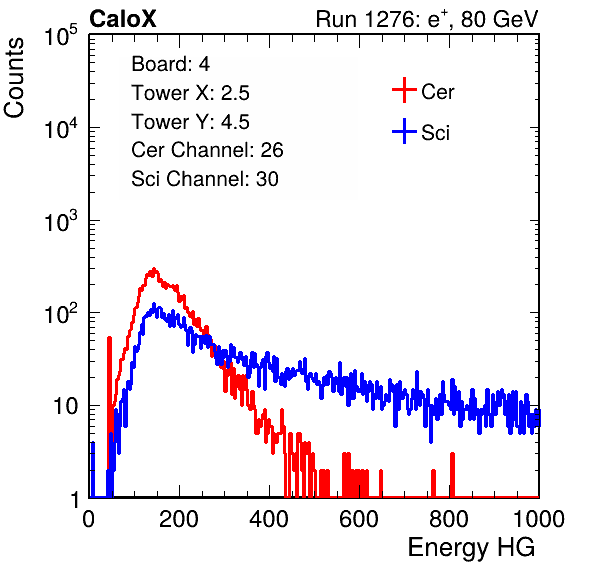 CaloX Run 1276: e⁺, 80 GeV
Counts
10⁵
10⁴
10³
10²
10
1
Board: 4
Tower X: 2.5
Tower Y: 4.5
Cer Channel: 26
Sci Channel: 30
Cer
Sci
0 200 400 600 800 1000
Energy HG